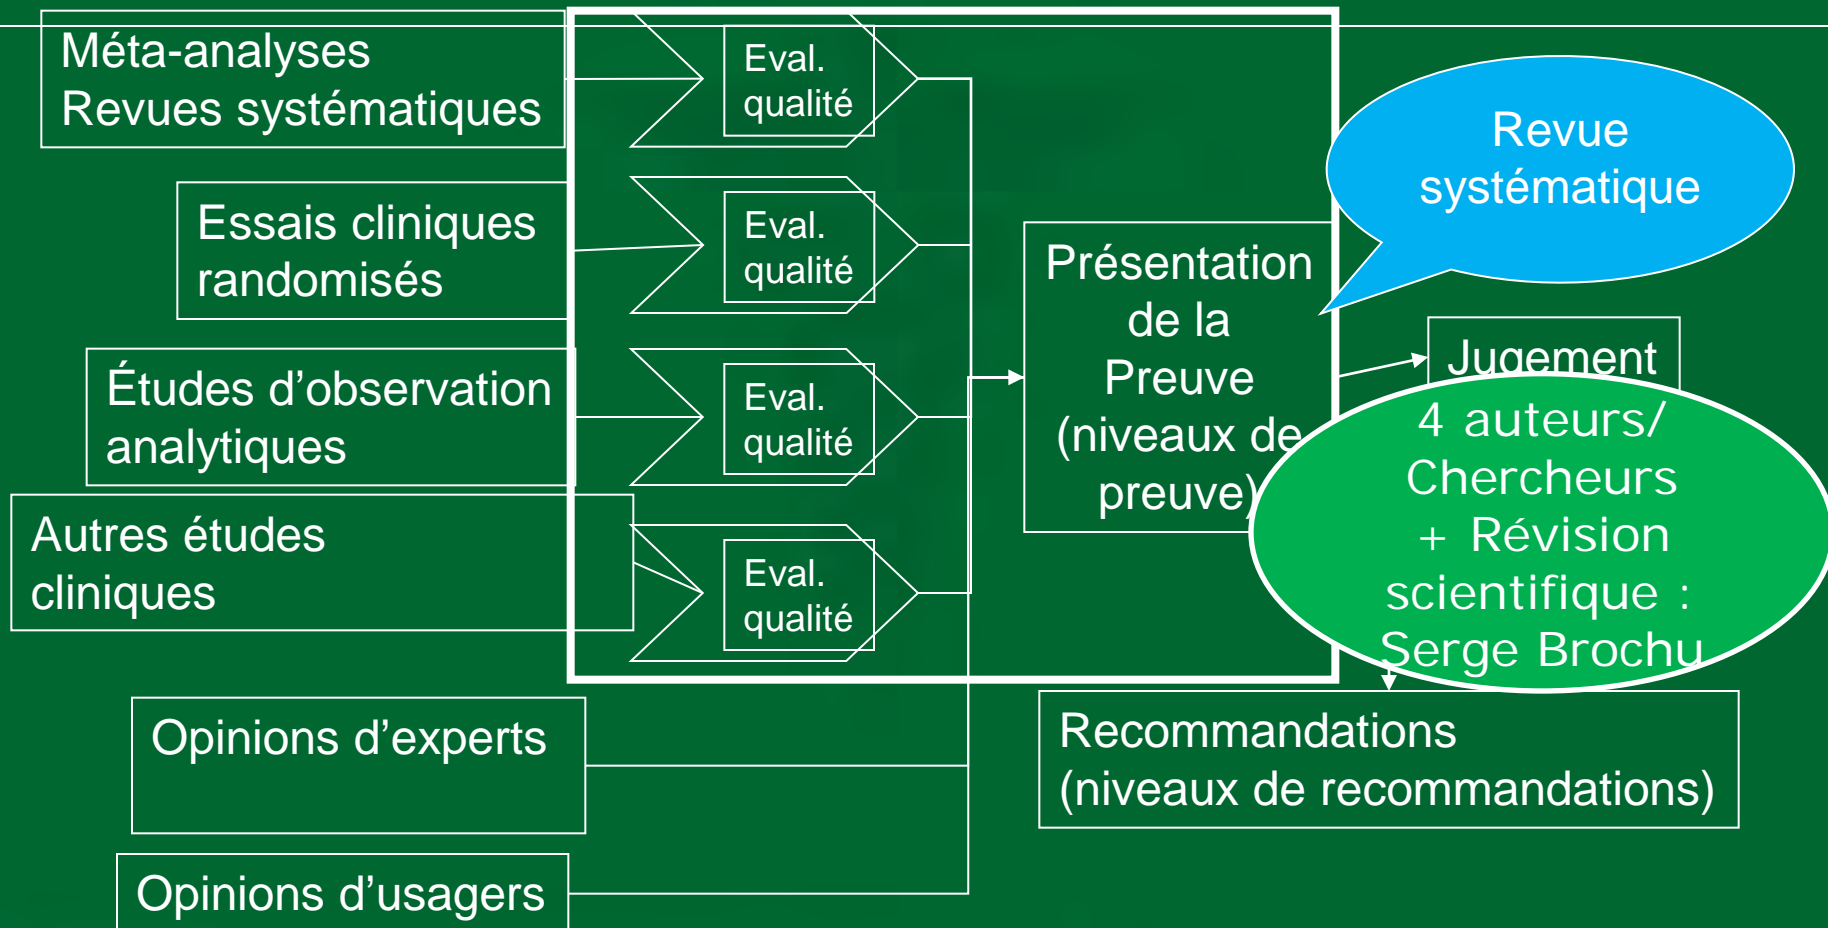 Méta-analyses
Revues systématiques
Eval.
qualité
Revue
systématique
Essais cliniques
randomisés
Eval.
qualité
Présentation
de la
Preuve
(niveaux de
preuve)
Jugement
Études d’observation
analytiques
Eval.
qualité
4 auteurs/
Chercheurs
+ Révision
scientifique :
Serge Brochu
Autres études
cliniques
Eval.
qualité
Opinions d’experts
Recommandations
(niveaux de recommandations)
Opinions d’usagers